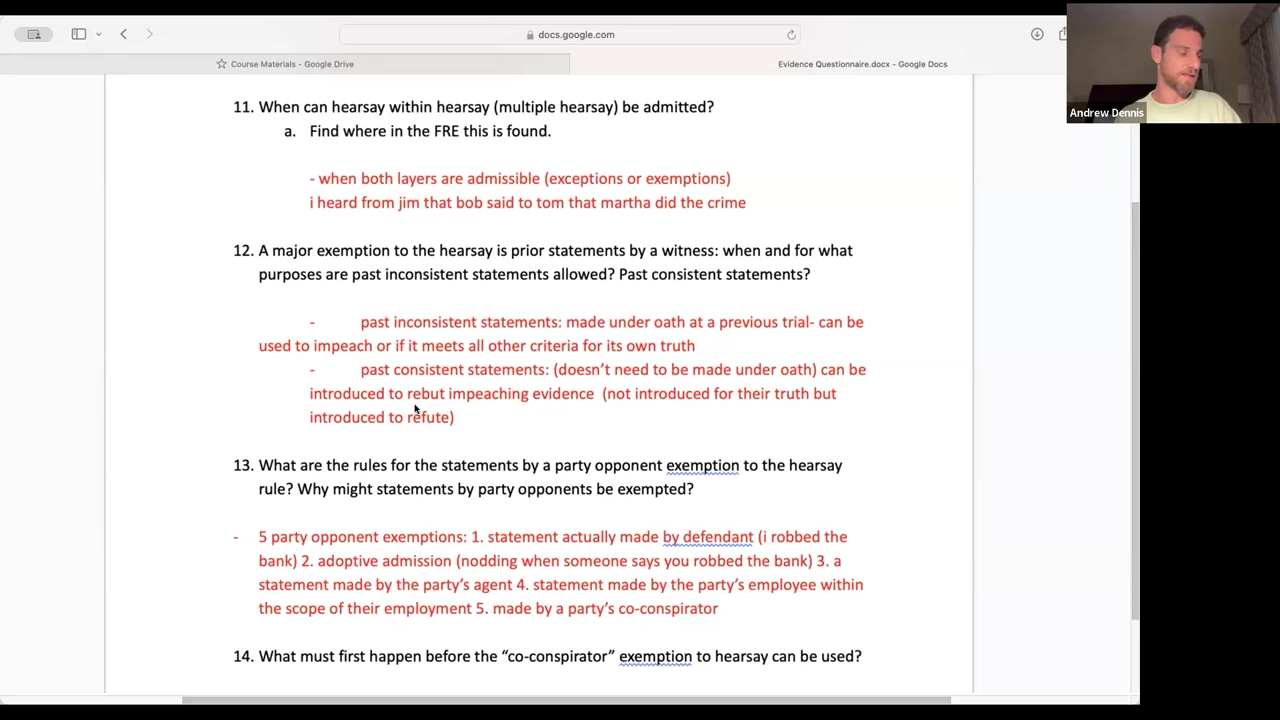 docs.google.com
Course Materials - Google Drive
Evidence Questionnaire.docx - Google Docs
Andrew Dennis
11. When can hearsay within hearsay (multiple hearsay) be admitted?
a. Find where in the FRE this is found.
- when both layers are admissible (exceptions or exemptions)
i heard from jim that bob said to tom that martha did the crime
12. A major exemption to the hearsay is prior statements by a witness: when and for what
purposes are past inconsistent statements allowed? Past consistent statements?
- past inconsistent statements: made under oath at a previous trial- can be
used to impeach or if it meets all other criteria for its own truth
- past consistent statements: (doesn't need to be made under oath) can be
introduced to rebut impeaching evidence (not introduced for their truth but
introduced to refute)
13. What are the rules for the statements by a party opponent exemption to the hearsay
rule? Why might statements by party opponents be exempted?
- 5 party opponent exemptions: 1. statement actually made by defendant (i robbed the
bank) 2. adoptive admission (nodding when someone says you robbed the bank) 3. a
statement made by the party's agent 4. statement made by the party's employee within
the scope of their employment 5. made by a party's co-conspirator
14. What must first happen before the “co-conspirator” exemption to hearsay can be used?